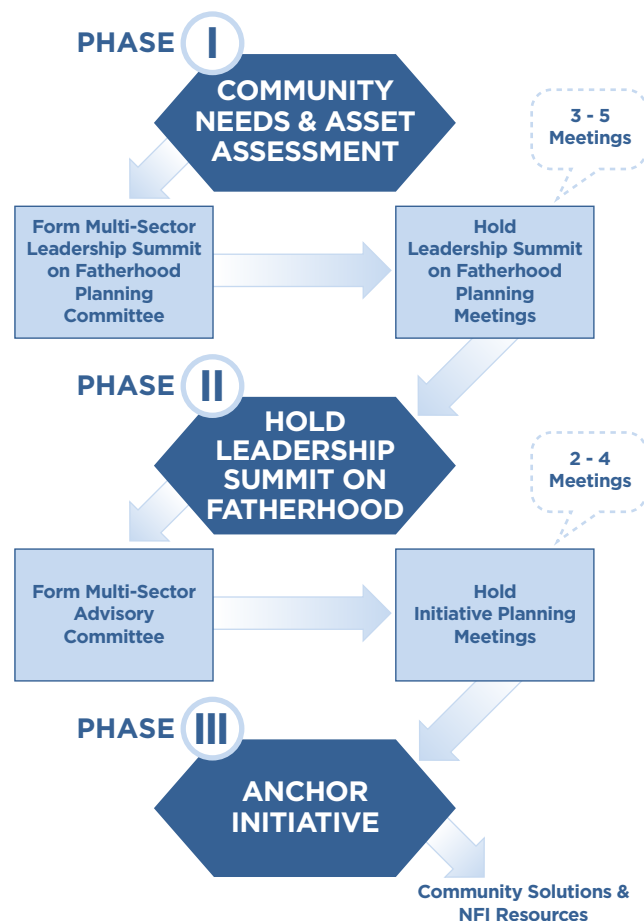 PHASE I
COMMUNITY
NEEDS & ASSET
ASSESSMENT
3 - 5
Meetings
Form Multi-Sector
Leadership Summit
on Fatherhood
Planning
Committee
Hold
Leadership Summit
on Fatherhood
Planning
Meetings
PHASE II
HOLD
LEADERSHIP
SUMMIT ON
FATHERHOOD
2 - 4
Meetings
Form Multi-Sector
Advisory
Committee
Hold
Initiative Planning
Meetings
PHASE III
ANCHOR
INITIATIVE
Community Solutions &
NFI Resources